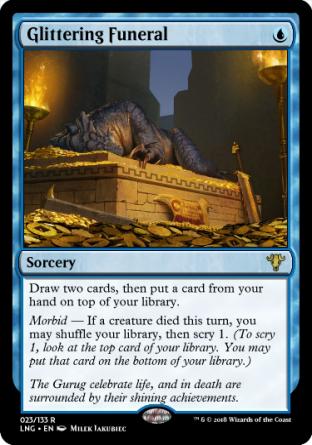 Glittering Funeral
Sorcery
Draw two cards, then put a card from your
hand on top of your library.
Morbid — If a creature died this turn, you
may shuffle your library, then scry 1. (To scry
1, look at the top card of your library. You may
put that card on the bottom of your library.)
The Gurug celebrate life, and in death are
surrounded by their shining achievements.
023/133 R
LNG • EN Milek Jakubiec
™ & © 2018 Wizards of the Coast